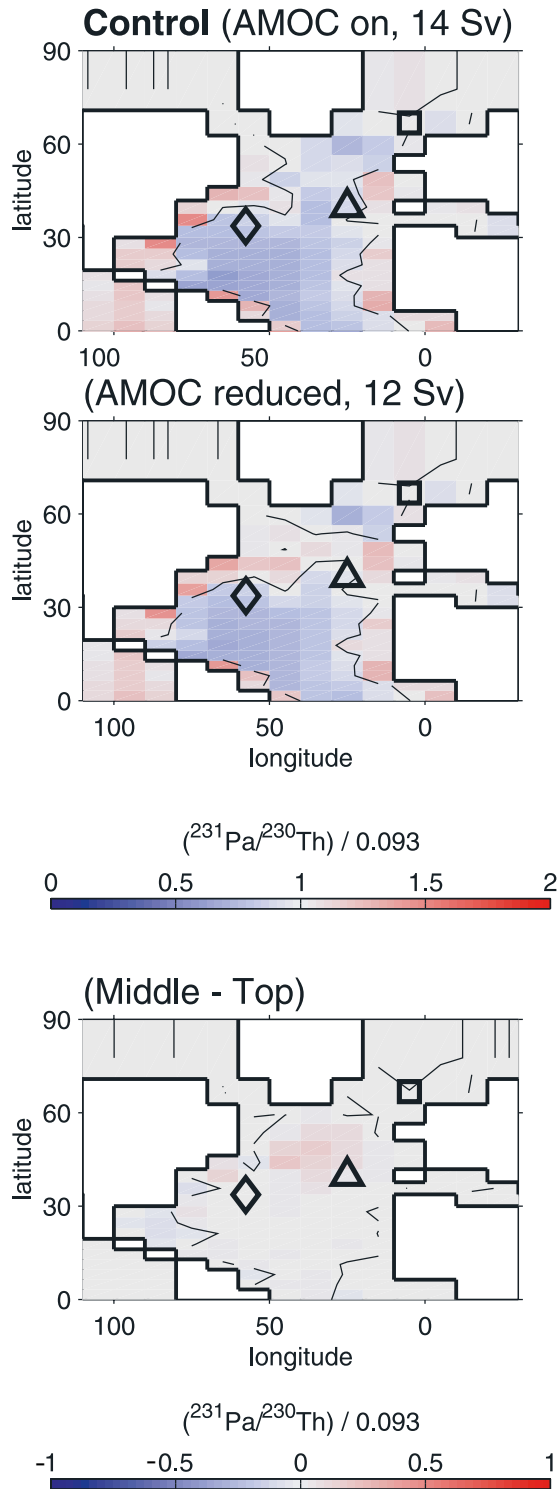 Control (AMOC on, 14 Sv)
90
60
30
0
latitude
100 50 0
(AMOC reduced, 12 Sv)
90
60
30
0
latitude
100 50 0
longitude
(²³¹Pa/²³⁰Th) / 0.093
0 0.5 1 1.5 2
(Middle - Top)
90
60
30
0
latitude
100 50 0
longitude
(²³¹Pa/²³⁰Th) / 0.093
-1 -0.5 0 0.5 1